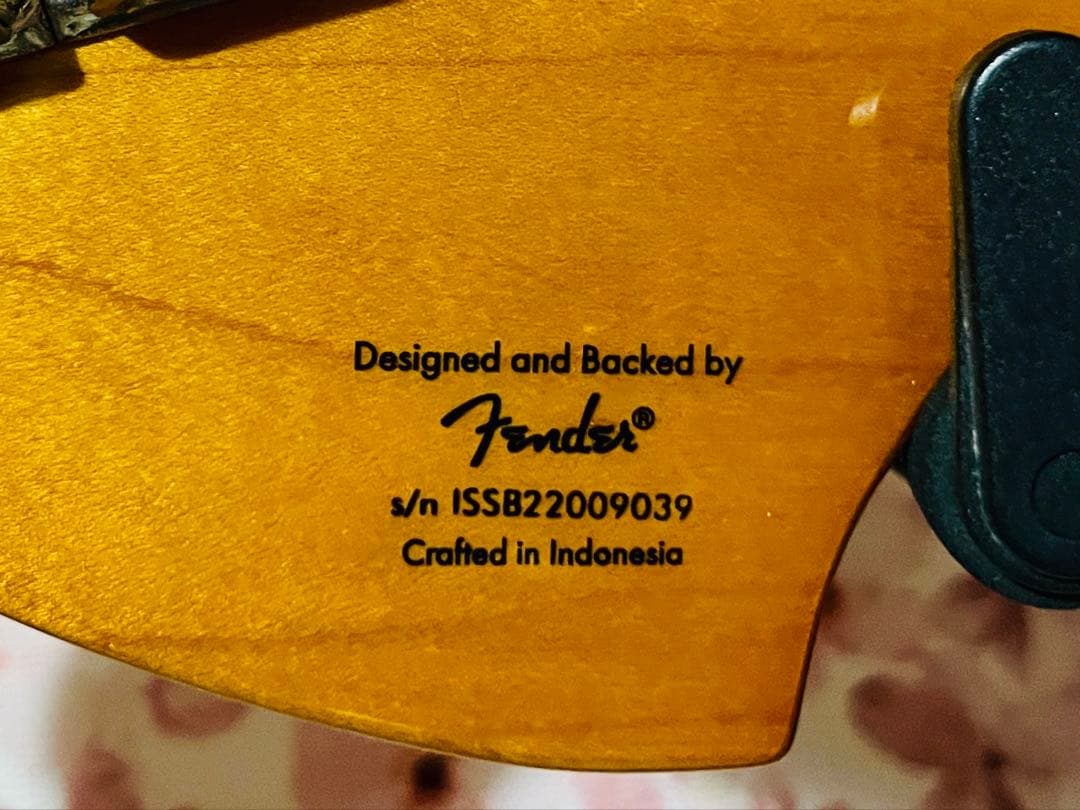 Designed and Backed by
Fender®
s/n ISSB22009039
Crafted in Indonesia